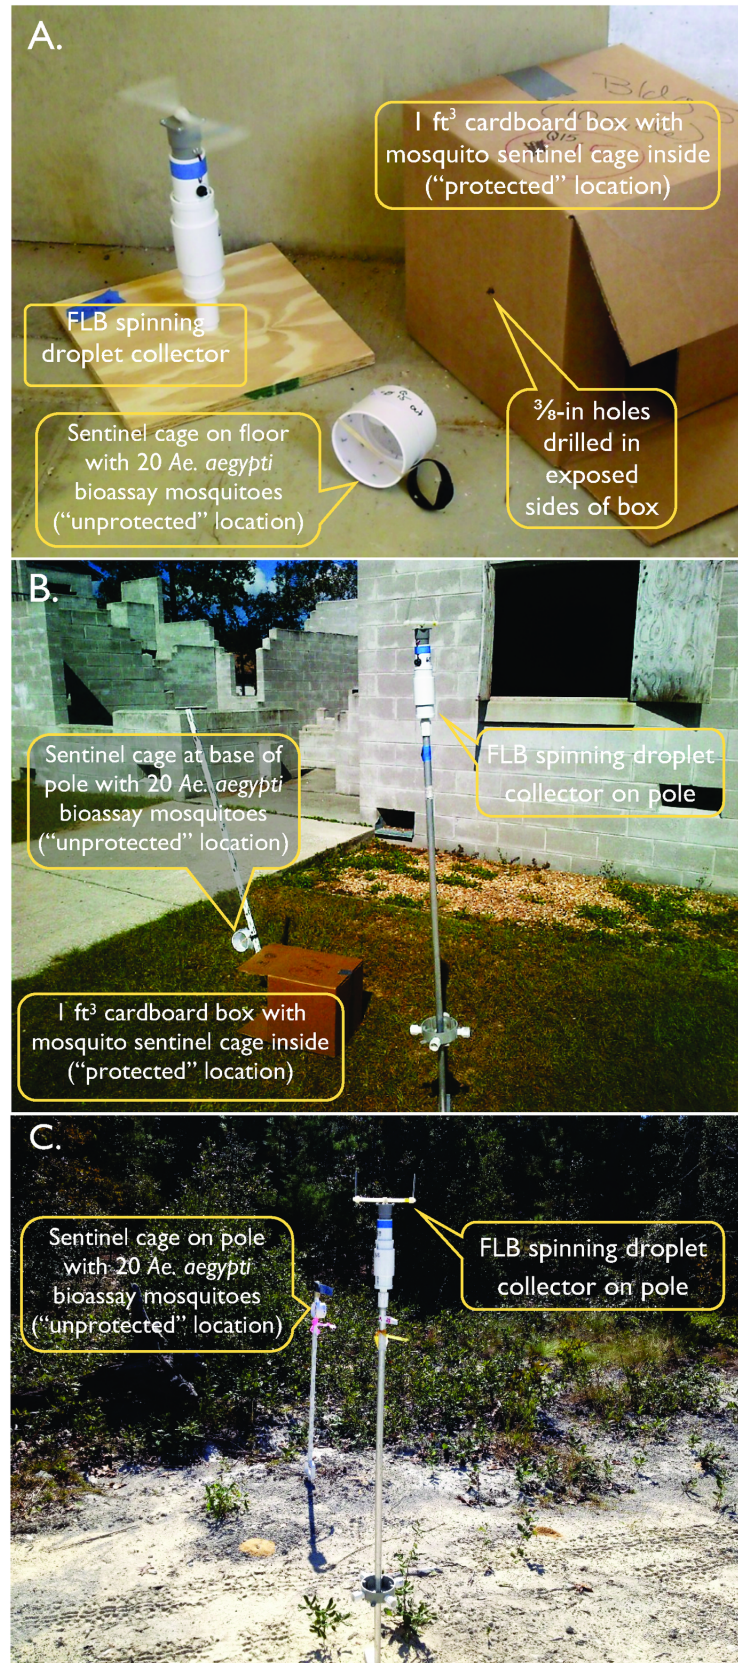 A.
1 ft³ cardboard box with
mosquito sentinel cage inside
(“protected” location)
FLB spinning
droplet collector
Sentinel cage on floor
with 20 Ae. aegypti
bioassay mosquitoes
(“unprotected” location)
⅜-in holes
drilled in
exposed
sides of box
B.
Sentinel cage at base of
pole with 20 Ae. aegypti
bioassay mosquitoes
(“unprotected” location)
FLB spinning droplet
collector on pole
1 ft³ cardboard box with
mosquito sentinel cage inside
(“protected” location)
C.
Sentinel cage on pole
with 20 Ae. aegypti
bioassay mosquitoes
(“unprotected” location)
FLB spinning droplet
collector on pole